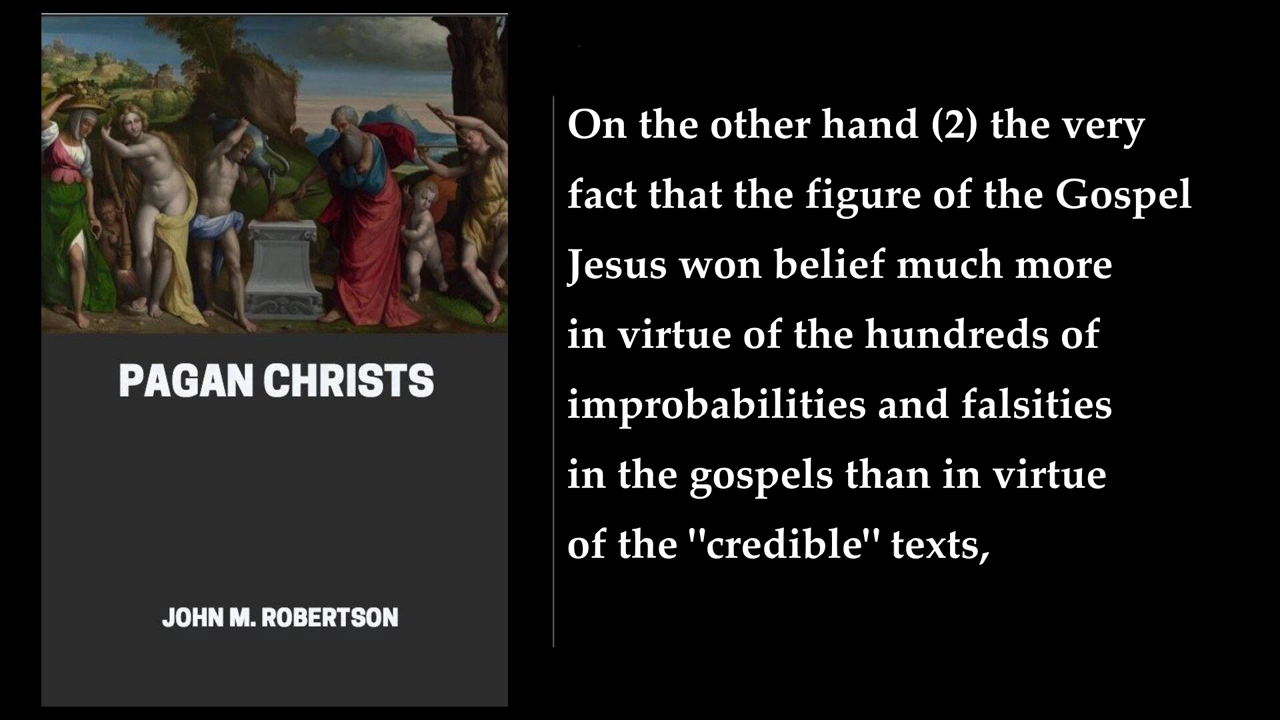 PAGAN CHRISTS
JOHN M. ROBERTSON
On the other hand (2) the very
fact that the figure of the Gospel
Jesus won belief much more
in virtue of the hundreds of
improbabilities and falsities
in the gospels than in virtue
of the "credible" texts,